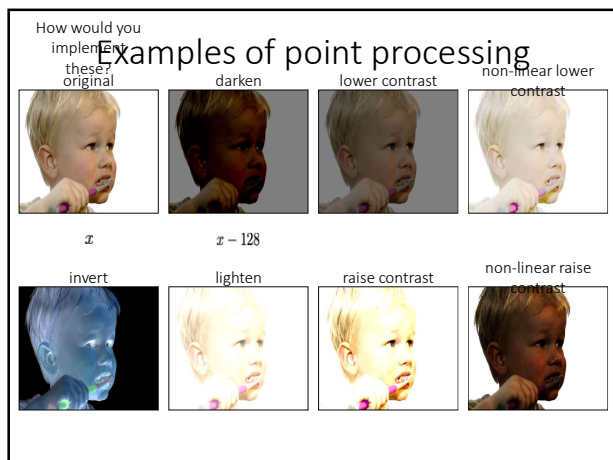 How would you
implement
these?
Examples of point processing
original
darken
lower contrast
non-linear lower
contrast
x
x − 128
invert
lighten
raise contrast
non-linear raise
contrast